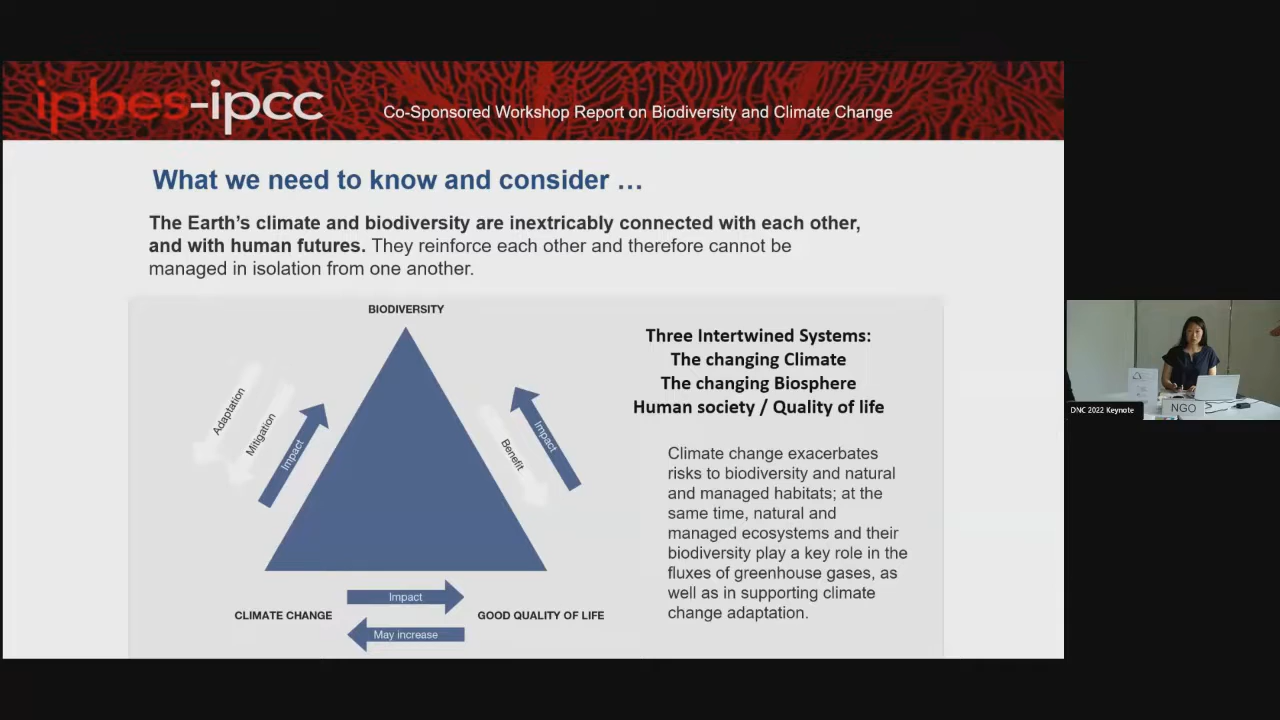 ipbes-ipcc
Co-Sponsored Workshop Report on Biodiversity and Climate Change
What we need to know and consider …
The Earth's climate and biodiversity are inextricably connected with each other,
and with human futures. They reinforce each other and therefore cannot be
managed in isolation from one another.
BIODIVERSITY
Adaptation
Mitigation
Impact
Benefit
Impact
CLIMATE CHANGE
Impact
May increase
GOOD QUALITY OF LIFE
Three Intertwined Systems:
The changing Climate
The changing Biosphere
Human society / Quality of life
Climate change exacerbates
risks to biodiversity and natural
and managed habitats; at the
same time, natural and
managed ecosystems and their
biodiversity play a key role in the
fluxes of greenhouse gases, as
well as in supporting climate
change adaptation.
NGO
DNC 2022 Keynote